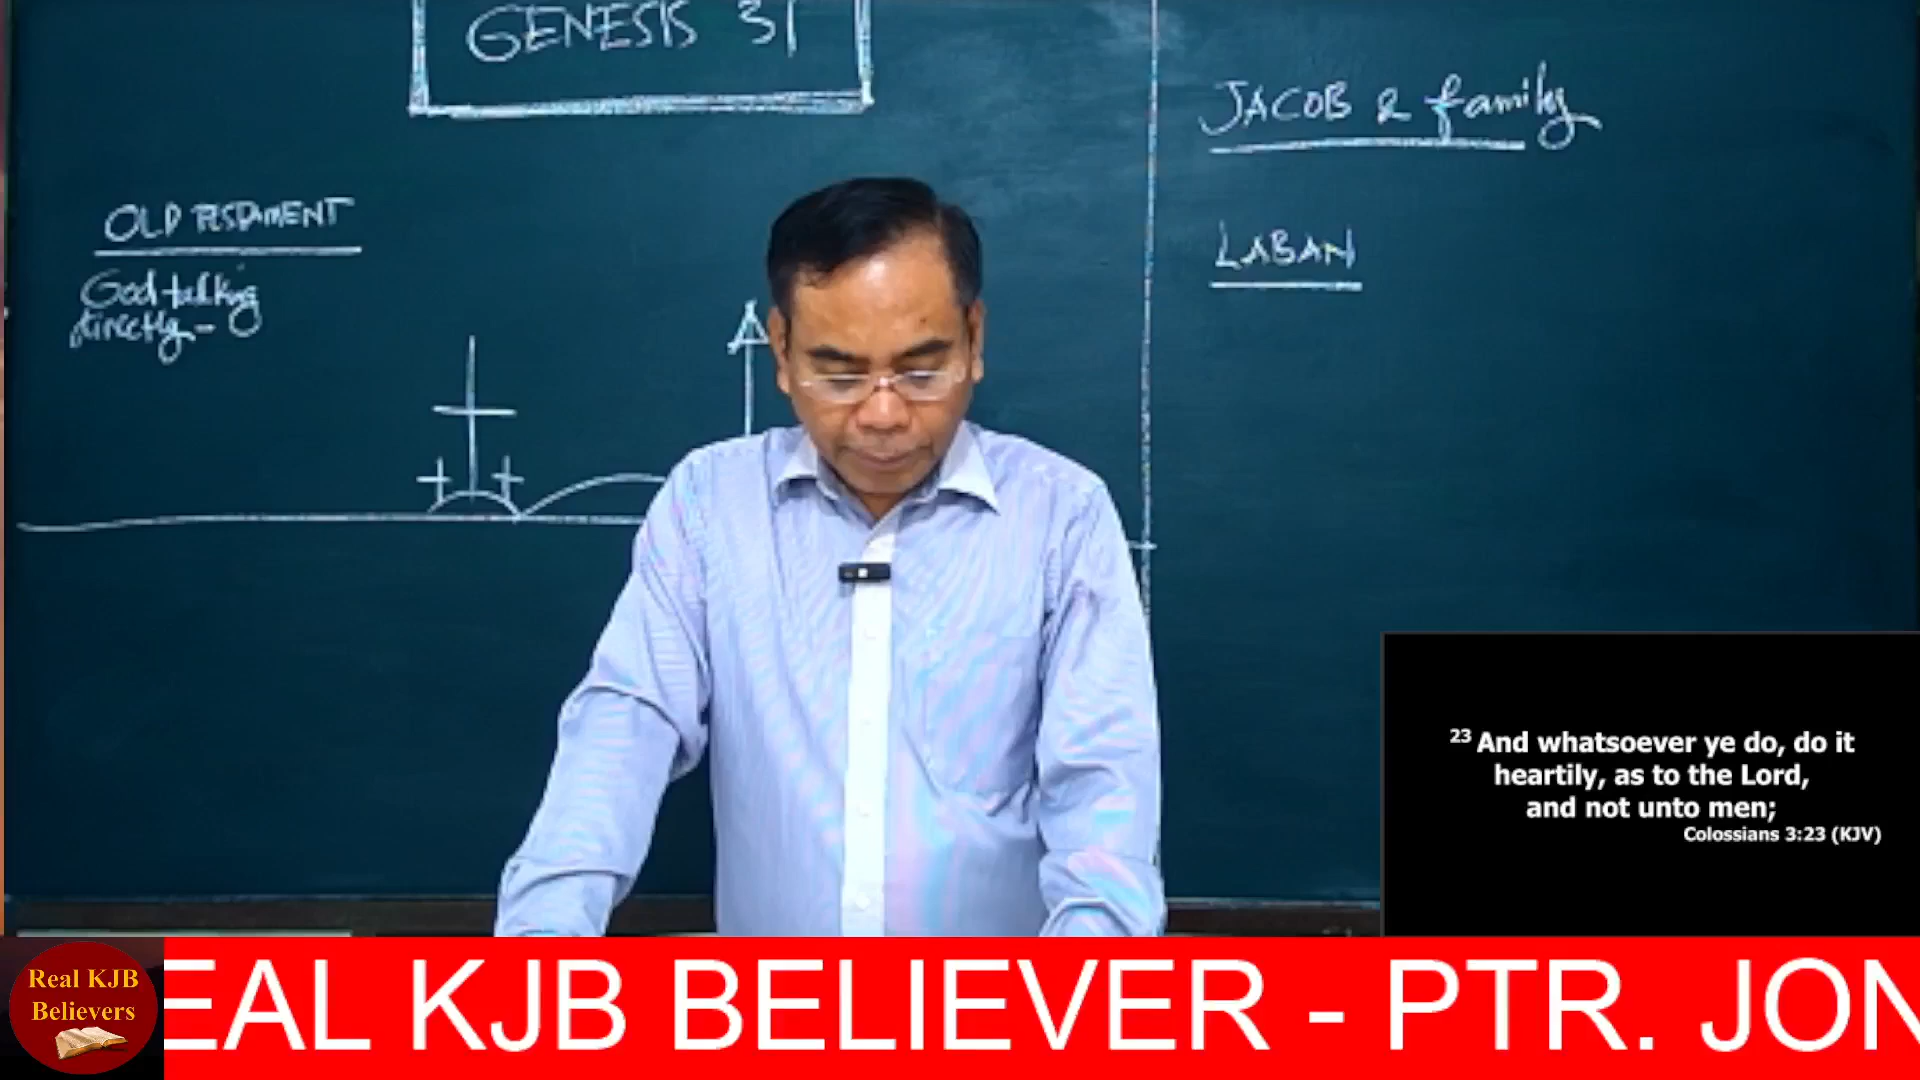 GENESIS 31
JACOB & family
OLD TESTAMENT
LABAN
God talking
directly -
23 And whatsoever ye do, do it
heartily, as to the Lord,
and not unto men;
Colossians 3:23 (KJV)
Real KJB
Believers
EAL KJB BELIEVER - PTR. JON